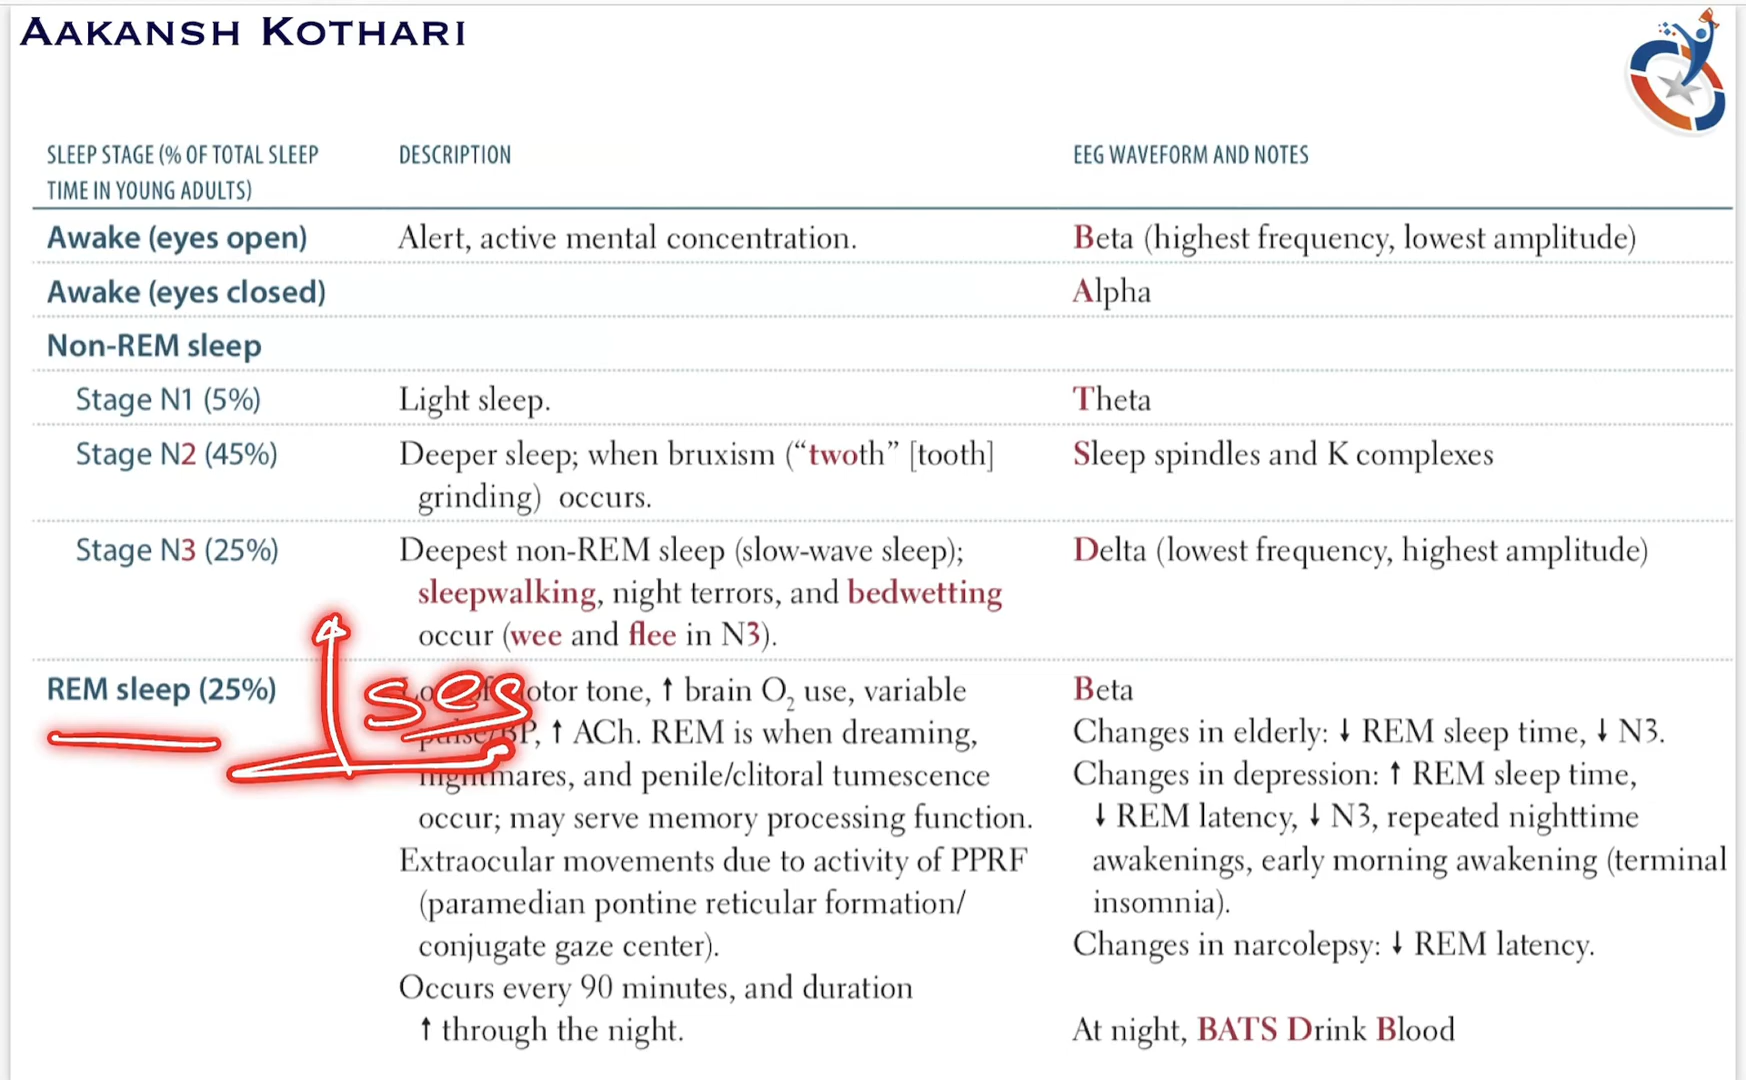 AAKANSH KOTHARI
SLEEP STAGE (% OF TOTAL SLEEP
TIME IN YOUNG ADULTS)
DESCRIPTION
EEG WAVEFORM AND NOTES
Awake (eyes open)
Alert, active mental concentration.
Beta (highest frequency, lowest amplitude)
Awake (eyes closed)
Alpha
Non-REM sleep
Stage N1 (5%)
Light sleep.
Theta
Stage N2 (45%)
Deeper sleep; when bruxism (“twoth” [tooth]
grinding) occurs.
Sleep spindles and K complexes
Stage N3 (25%)
Deepest non-REM sleep (slow-wave sleep);
sleepwalking, night terrors, and bedwetting
occur (wee and flee in N3).
Delta (lowest frequency, highest amplitude)
REM sleep (25%)
ses
tone, ↑ brain O₂ use, variable
↑ ACh. REM is when dreaming,
and penile/clitoral tumescence
occur; may serve memory processing function.
Extraocular movements due to activity of PPRF
(paramedian pontine reticular formation/
conjugate gaze center).
Occurs every 90 minutes, and duration
↑ through the night.
Beta
Changes in elderly: ↓ REM sleep time, ↓ N3.
Changes in depression: ↑ REM sleep time,
↓ REM latency, ↓ N3, repeated nighttime
awakenings, early morning awakening (terminal
insomnia).
Changes in narcolepsy: ↓ REM latency.
At night, BATS Drink Blood